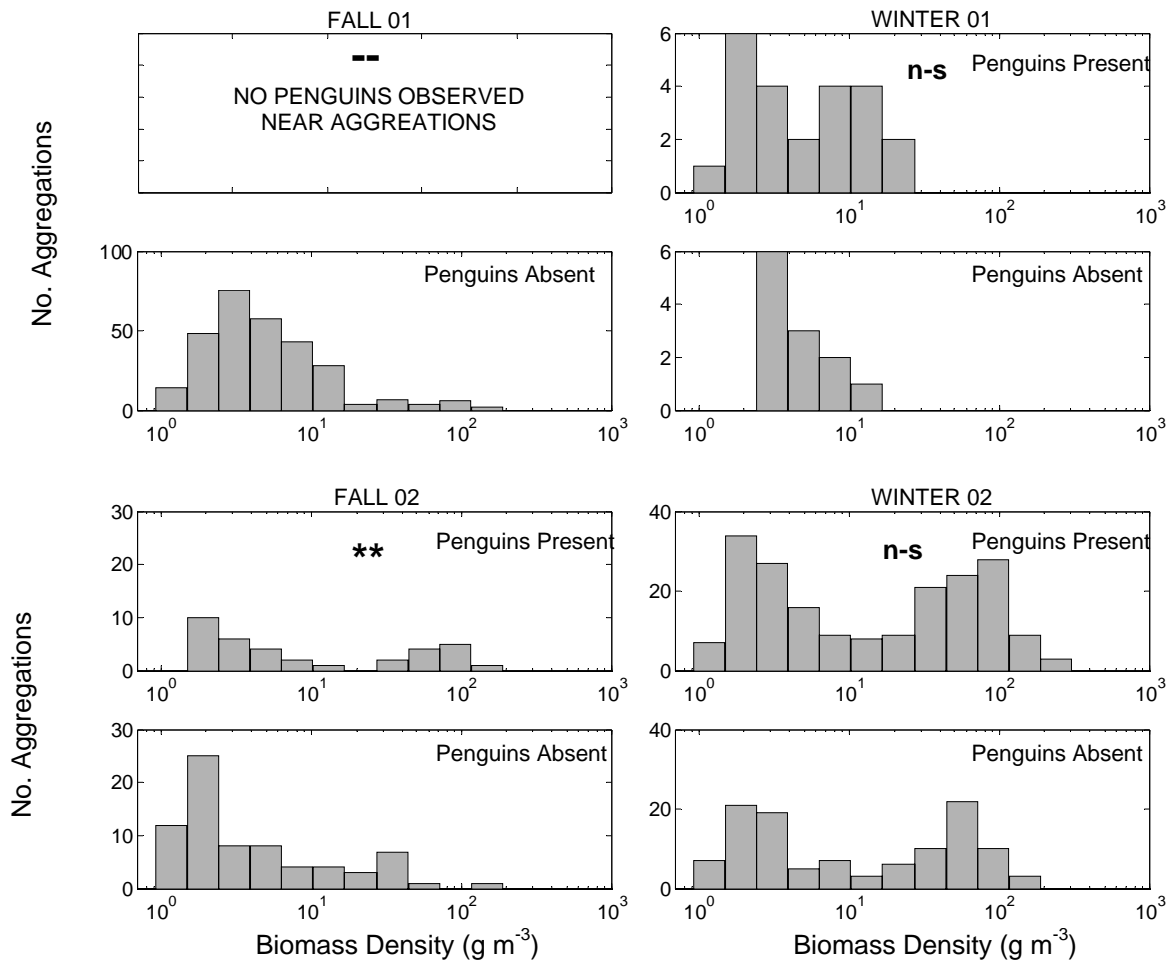 FALL 01
--
NO PENGUINS OBSERVED
NEAR AGGREATIONS
WINTER 01
6
4
2
0
n-s
Penguins Present
10^0 10^1 10^2 10^3
No. Aggregations
100
50
0
Penguins Absent
10^0 10^1 10^2 10^3
6
4
2
0
Penguins Absent
10^0 10^1 10^2 10^3
FALL 02
30
20
10
0
**
Penguins Present
10^0 10^1 10^2 10^3
WINTER 02
40
20
0
n-s
Penguins Present
10^0 10^1 10^2 10^3
No. Aggregations
30
20
10
0
Penguins Absent
10^0 10^1 10^2 10^3
Biomass Density (g m^-3)
40
20
0
Penguins Absent
10^0 10^1 10^2 10^3
Biomass Density (g m^-3)